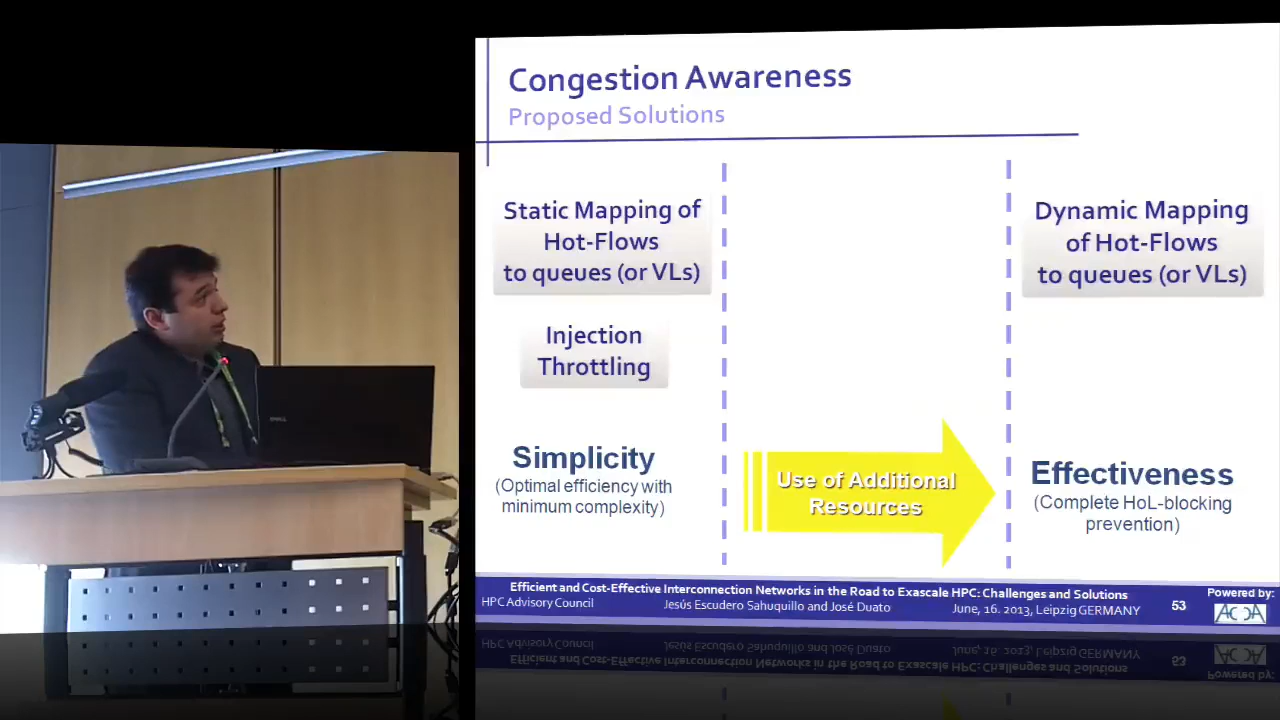 Congestion Awareness
Proposed Solutions
Static Mapping of
Hot-Flows
to queues (or VLs)
Injection
Throttling
Simplicity
(Optimal efficiency with
minimum complexity)
Use of Additional
Resources
Dynamic Mapping
of Hot-Flows
to queues (or VLs)
Effectiveness
(Complete HoL-blocking
prevention)
Efficient and Cost-Effective Interconnection Networks in the Road to Exascale HPC: Challenges and Solutions
HPC Advisory Council Jesús Escudero Sahuquillo and José Duato June, 16. 2013, Leipzig GERMANY
53
Powered by: